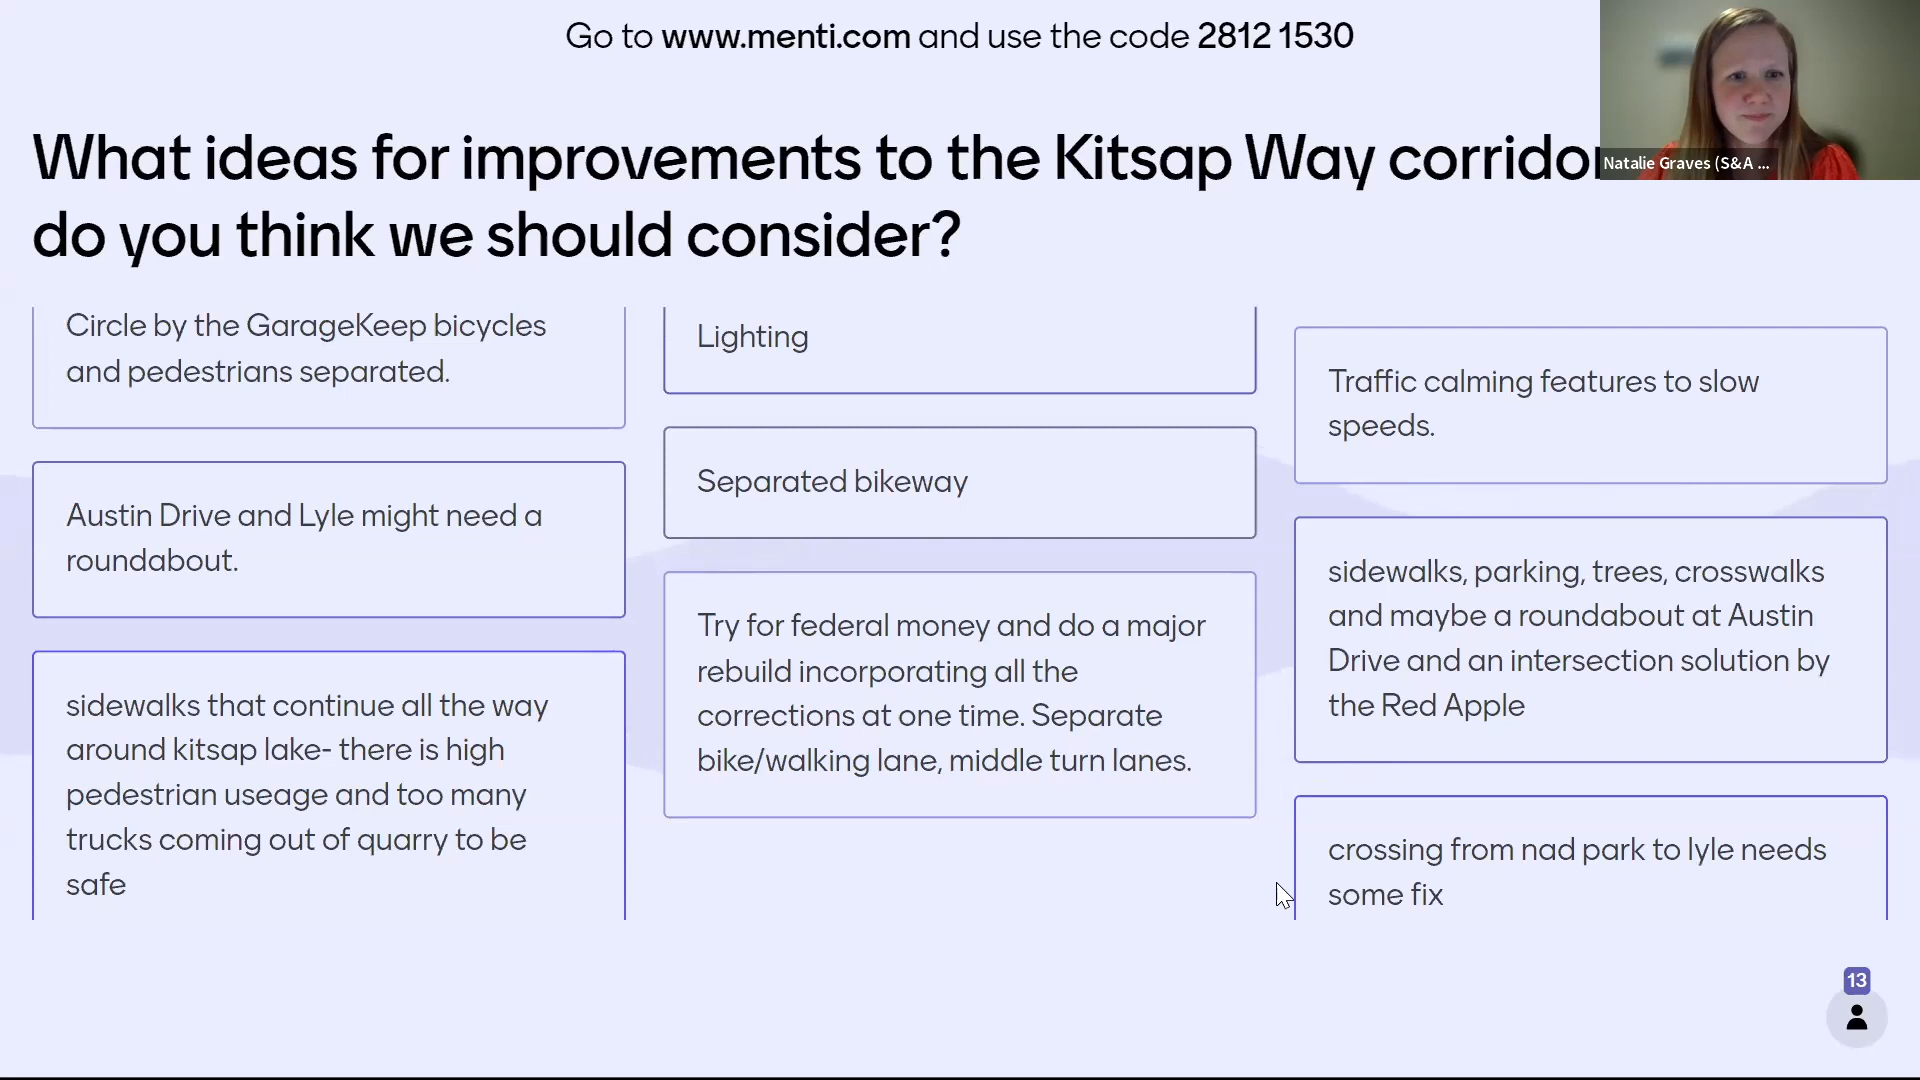 Go to www.menti.com and use the code 2812 1530
What ideas for improvements to the Kitsap Way corridor
do you think we should consider?
Natalie Graves (S&A ...
Circle by the GarageKeep bicycles
and pedestrians separated.
Austin Drive and Lyle might need a
roundabout.
sidewalks that continue all the way
around kitsap lake- there is high
pedestrian useage and too many
trucks coming out of quarry to be
safe
Lighting
Separated bikeway
Try for federal money and do a major
rebuild incorporating all the
corrections at one time. Separate
bike/walking lane, middle turn lanes.
Traffic calming features to slow
speeds.
sidewalks, parking, trees, crosswalks
and maybe a roundabout at Austin
Drive and an intersection solution by
the Red Apple
crossing from nad park to lyle needs
some fix
13